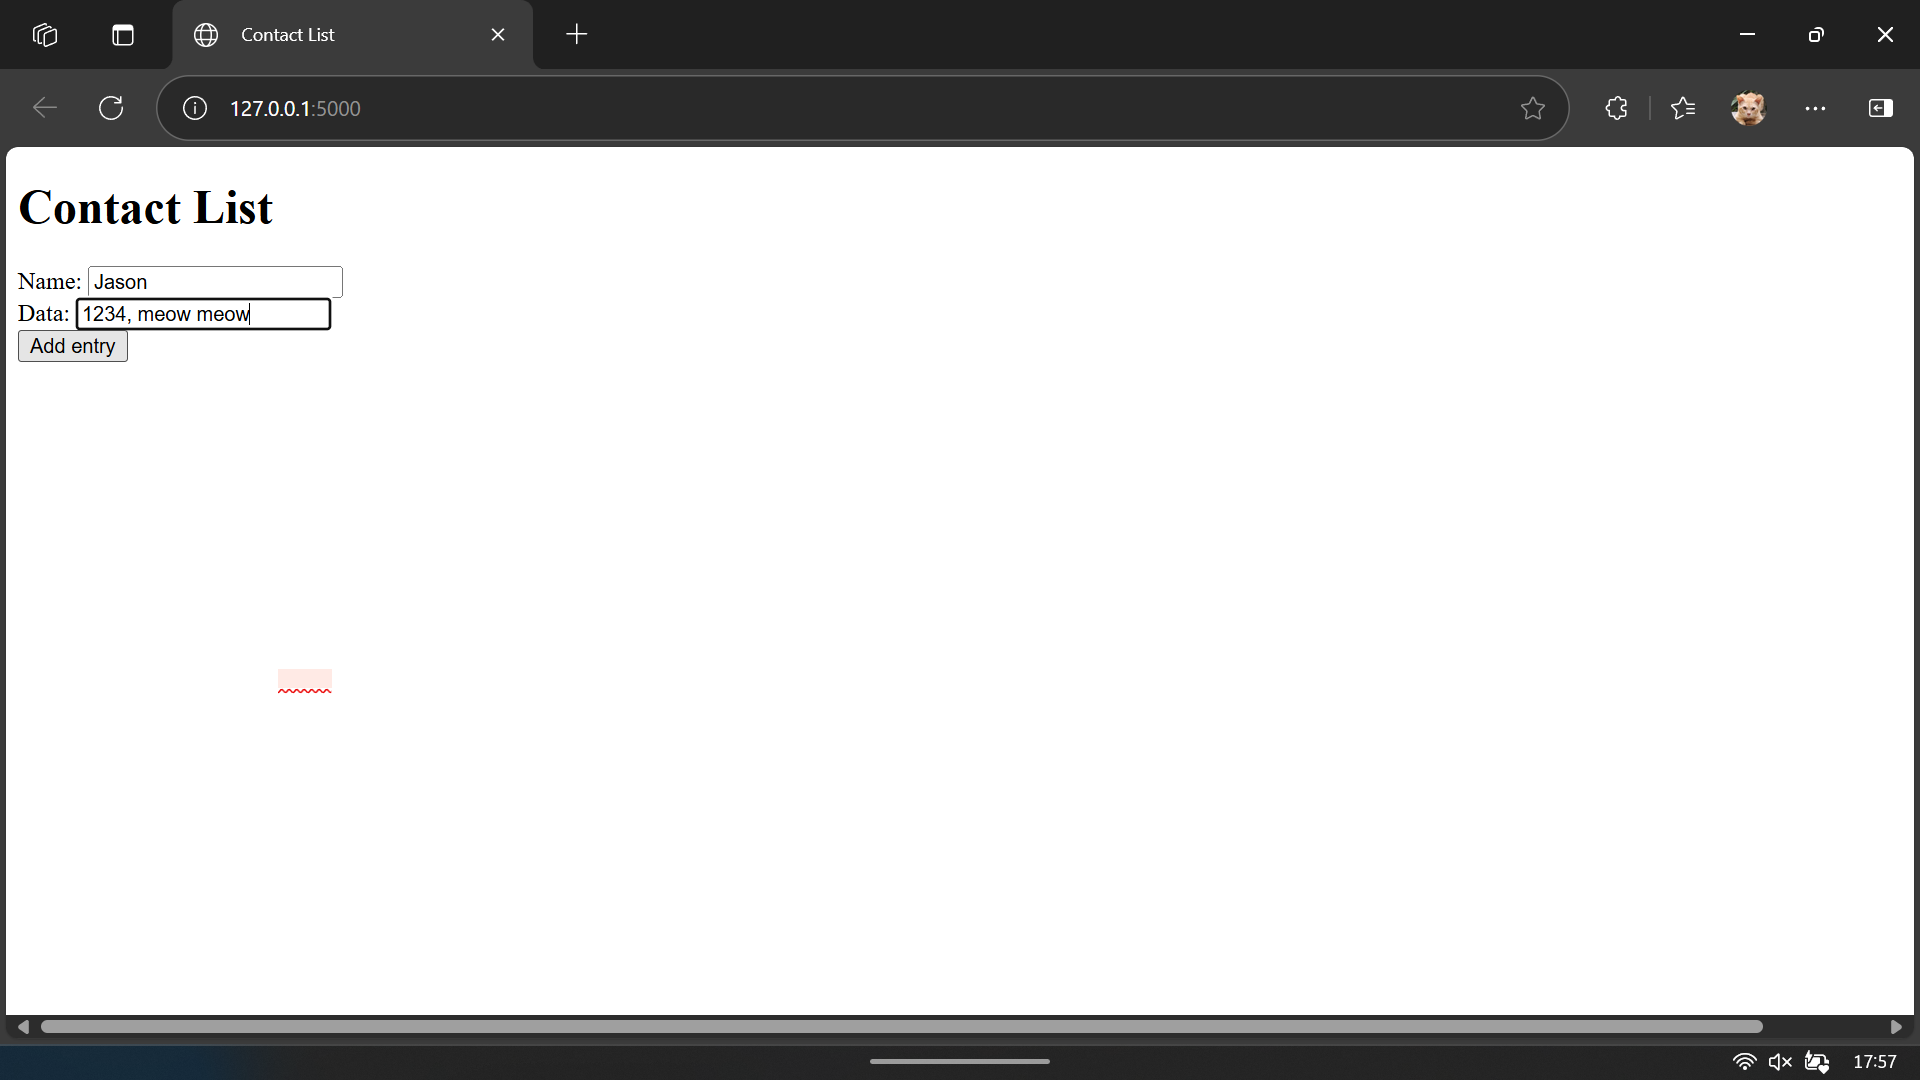 Contact List
127.0.0.1:5000
Contact List
Name: Jason
Data: 1234, meow meow
Add entry
17:57